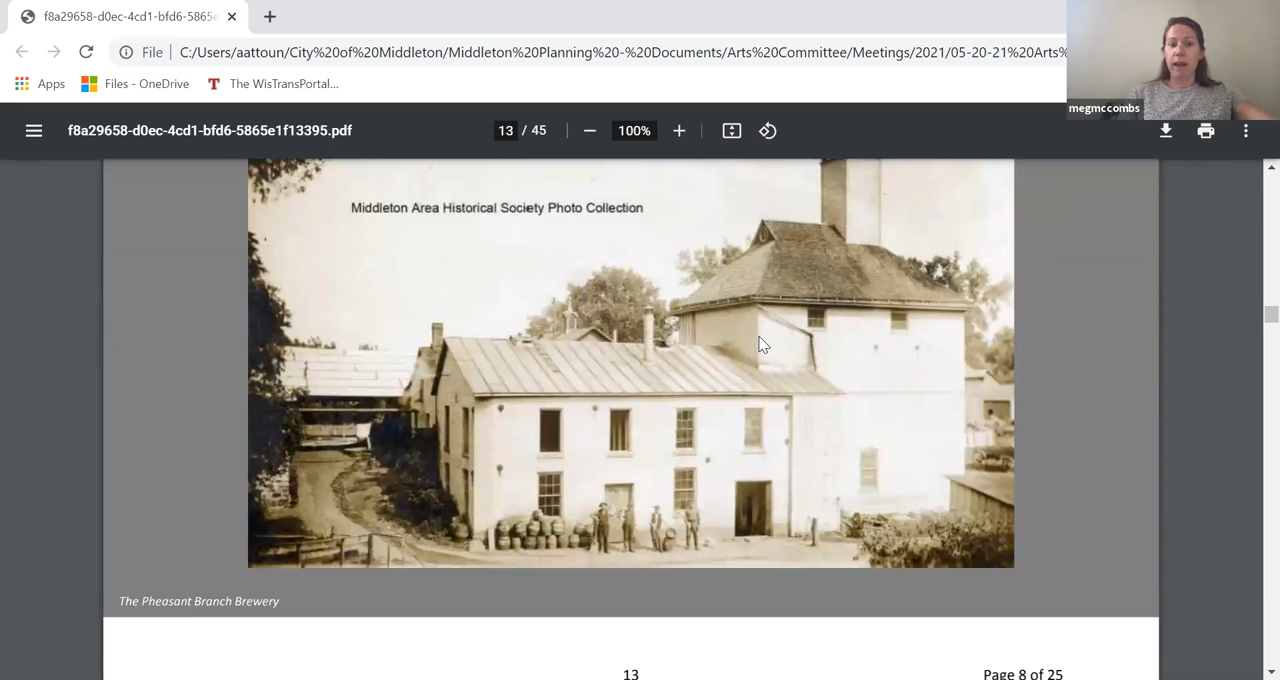 f8a29658-d0ec-4cd1-bfd6-5865e
File
C:/Users/aattoun/City%20of%20Middleton/Middleton%20Planning%20-%20Documents/Arts%20Committee/Meetings/2021/05-20-21%20Arts%
Apps
Files - OneDrive
The WisTransPortal...
megmccombs
f8a29658-d0ec-4cd1-bfd6-5865e1f13395.pdf
13 / 45
100%
Middleton Area Historical Society Photo Collection
The Pheasant Branch Brewery
13
Page 8 of 25